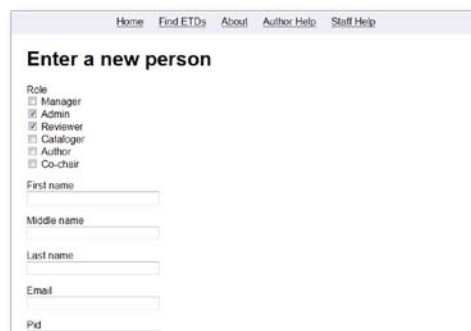 Home Find ETDs About Author Help Staff Help
Enter a new person
Role
Manager
Admin
Reviewer
Cataloger
Author
Co-chair
First name
Middle name
Last name
Email
Pid